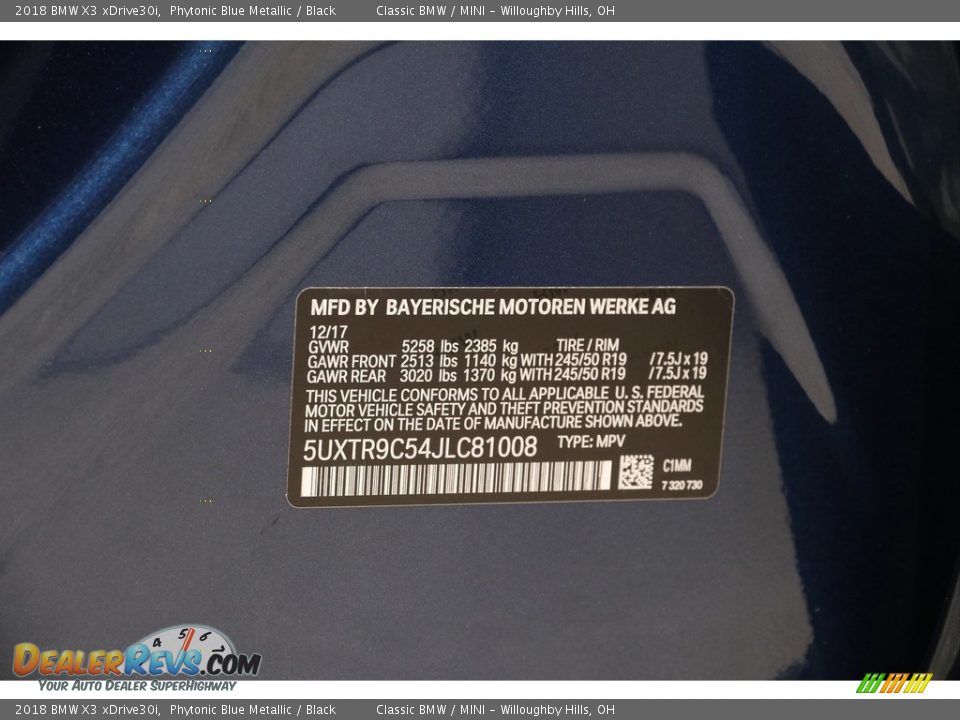 2018 BMW X3 xDrive30i, Phytonic Blue Metallic / Black Classic BMW / MINI - Willoughby Hills, OH
MFD BY BAYERISCHE MOTOREN WERKE AG
12/17
GVWR 5258 lbs 2385 kg TIRE / RIM
GAWR FRONT 2513 lbs 1140 kg WITH 245/50 R19 /7.5J x 19
GAWR REAR 3020 lbs 1370 kg WITH 245/50 R19 /7.5J x 19
THIS VEHICLE CONFORMS TO ALL APPLICABLE U.S. FEDERAL
MOTOR VEHICLE SAFETY AND THEFT PREVENTION STANDARDS
IN EFFECT ON THE DATE OF MANUFACTURE SHOWN ABOVE.
5UXTR9C54JLC81008 TYPE: MPV
C1MM
7 320 730
4 5 6
DEALERREVS.COM
YOUR AUTO DEALER SUPERHIGHWAY
2018 BMW X3 xDrive30i, Phytonic Blue Metallic / Black Classic BMW / MINI - Willoughby Hills, OH